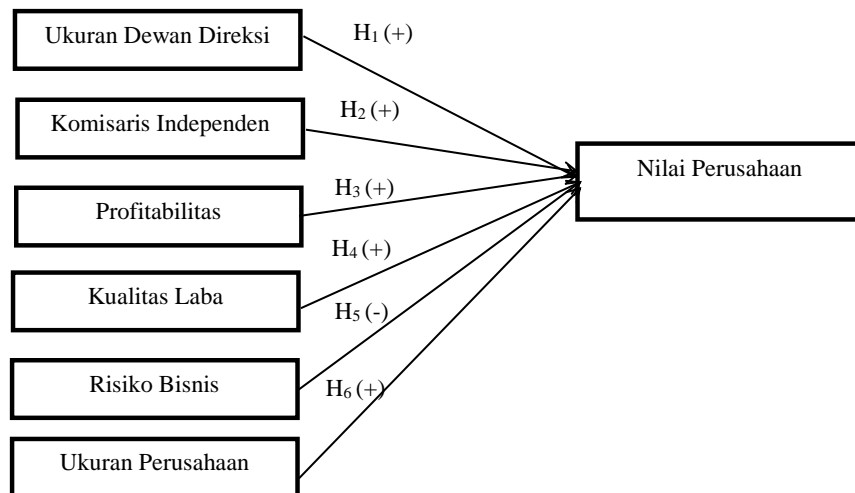 Ukuran Dewan Direksi
H₁ (+)
Komisaris Independen
H₂ (+)
Nilai Perusahaan
Profitabilitas
H₃ (+)
Kualitas Laba
H₄ (+)
H₅ (-)
Risiko Bisnis
H₆ (+)
Ukuran Perusahaan